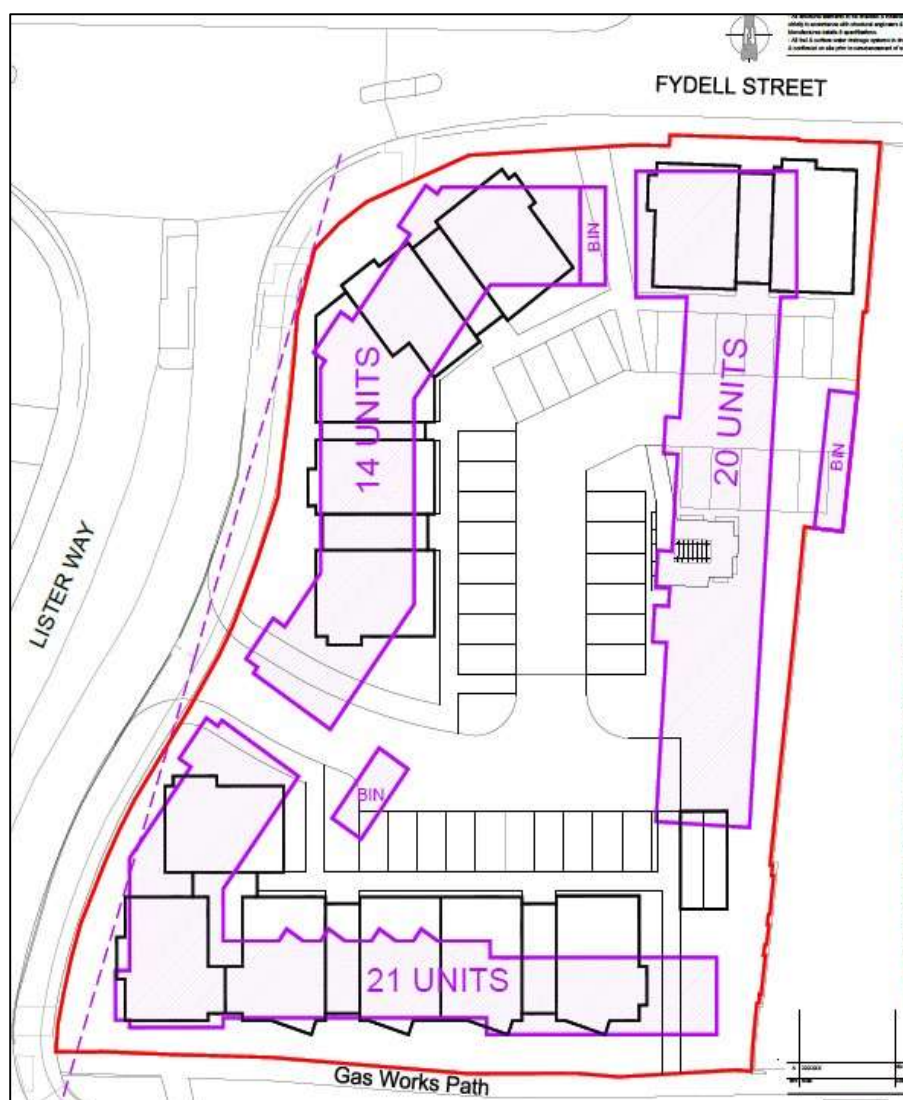 FYDELL STREET
BIN
14 UNITS
20 UNITS
BIN
LISTER WAY
BIN
21 UNITS
Gas Works Path